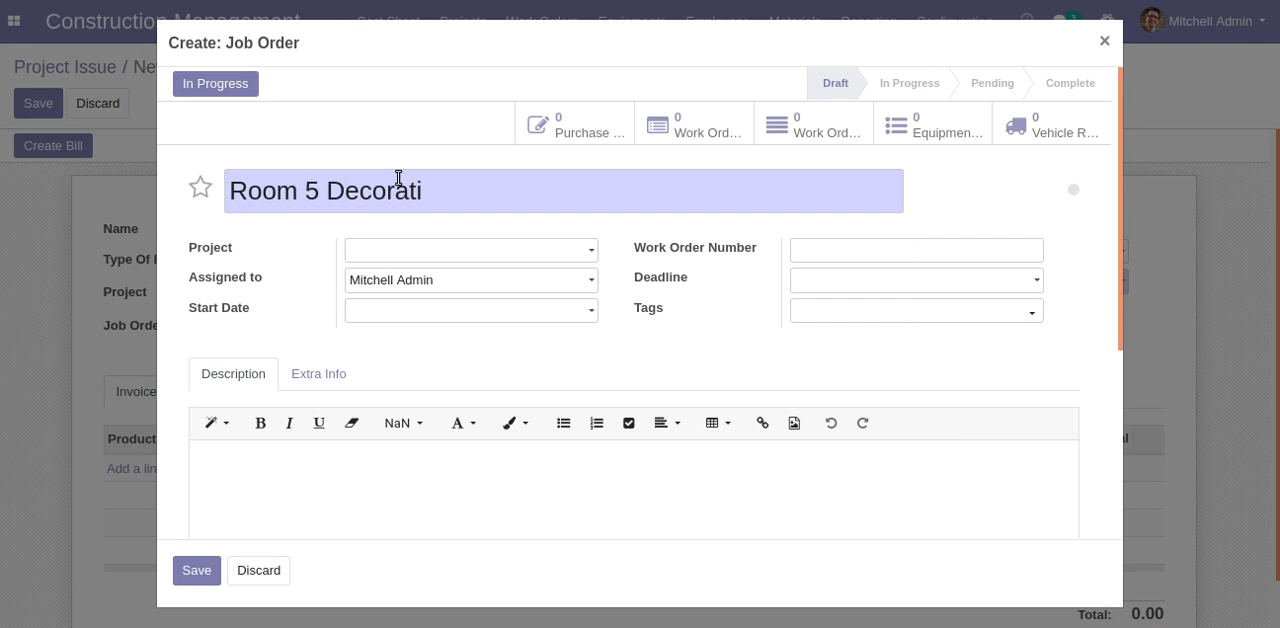 Construction Management
Mitchell Admin
Project Issue / Ne
Save
Discard
Create Bill
Name
Type Of I
Project
Job Orde
Invoice
Product
Add a lin
Total: 0.00
Create: Job Order
×
In Progress
Draft
In Progress
Pending
Complete
0
Purchase ...
0
Work Ord...
0
Work Ord...
0
Equipmen...
0
Vehicle R...
Room 5 Decorati
Project
Work Order Number
Assigned to
Mitchell Admin
Deadline
Start Date
Tags
Description
Extra Info
B I U NaN A
Save
Discard